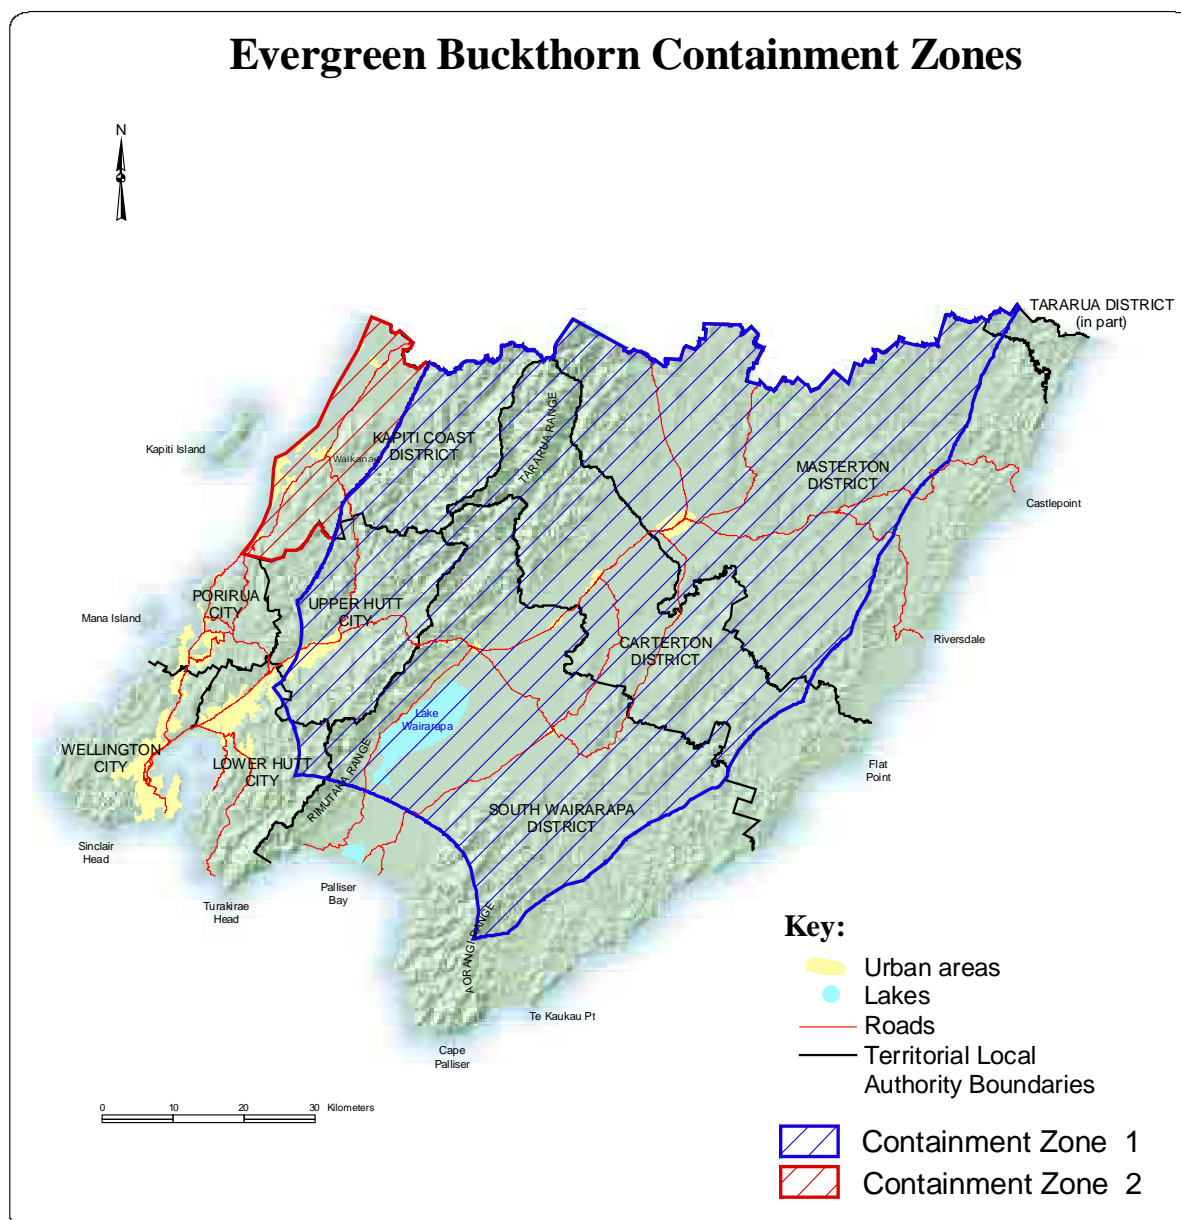 Evergreen Buckthorn Containment Zones
N
TARARUA DISTRICT
(in part)
Kapiti Island
KAPITI COAST
DISTRICT
Waikanae
TARARUA RANGE
MASTERTON
DISTRICT
Castlepoint
PORIRUA
CITY
Mana Island
UPPER HUTT
CITY
CARTERTON
DISTRICT
Riversdale
Lake
Wairarapa
WELLINGTON
CITY
LOWER HUTT
CITY
RIMUTAKA RANGE
Flat
Point
SOUTH WAIRARAPA
DISTRICT
Sinclair
Head
Palliser
Bay
Turakirae
Head
AORANGI RANGE
Te Kaukau Pt
Cape
Palliser
Key:
Urban areas
Lakes
Roads
Territorial Local
Authority Boundaries
0 10 20 30 Kilometers
Containment Zone 1
Containment Zone 2